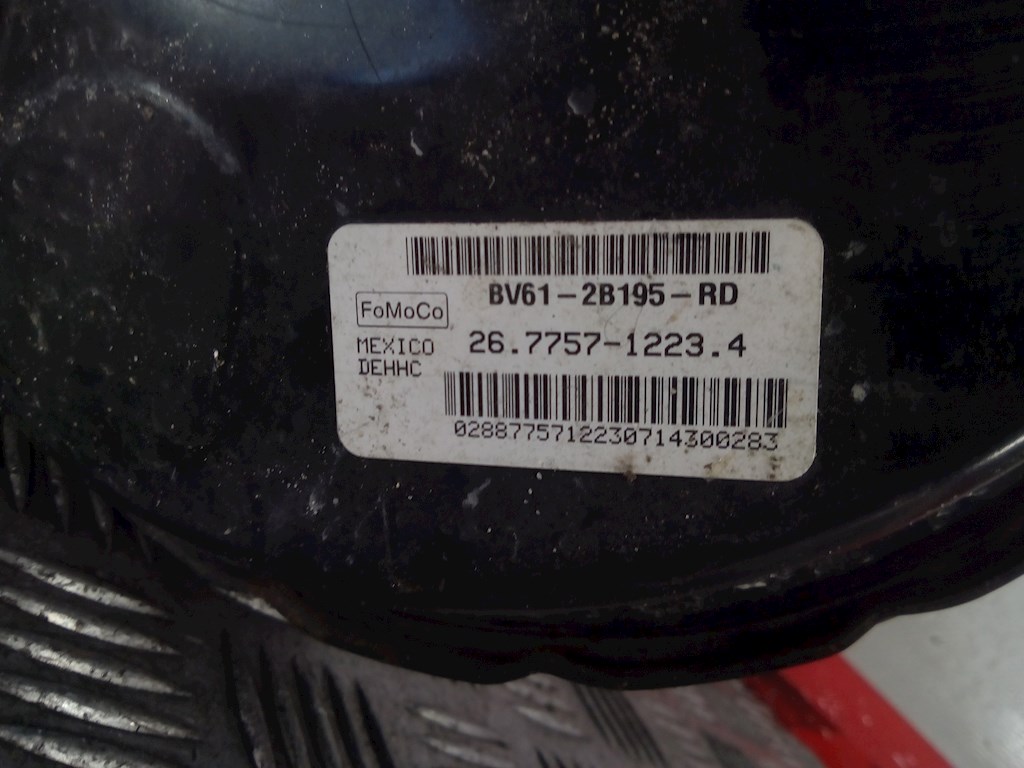 BV61-2B195-RD
FoMoCo
26.7757-1223.4
MEXICO
DEHHC
0288775712230714300283